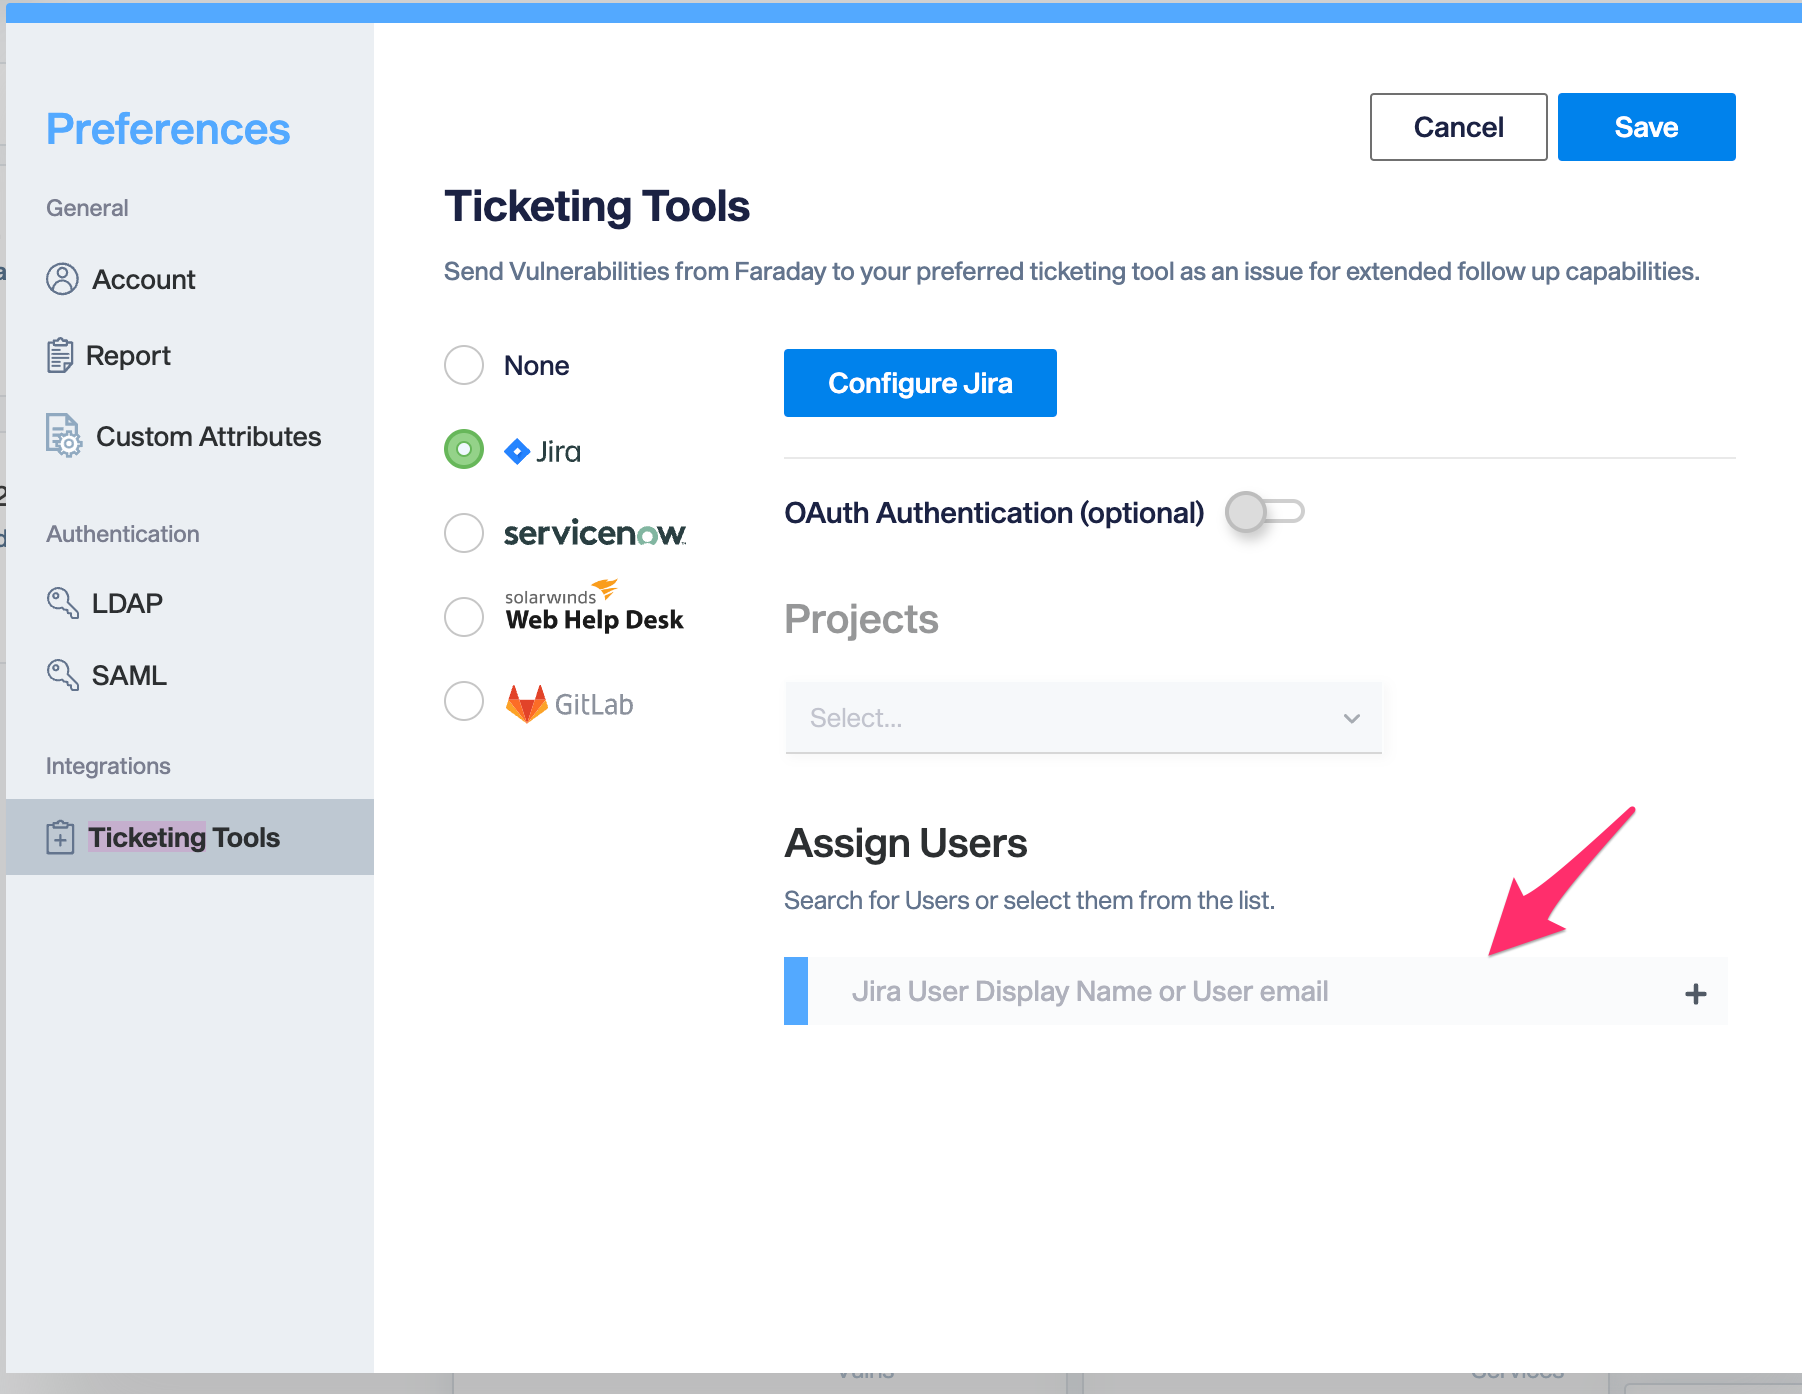 Preferences
General
Account
Report
Custom Attributes
Authentication
LDAP
SAML
Integrations
Ticketing Tools
Cancel
Save
Ticketing Tools
Send Vulnerabilities from Faraday to your preferred ticketing tool as an issue for extended follow up capabilities.
None
Jira
servicenow
solarwinds
Web Help Desk
GitLab
Configure Jira
OAuth Authentication (optional)
Projects
Select...
Assign Users
Search for Users or select them from the list.
Jira User Display Name or User email